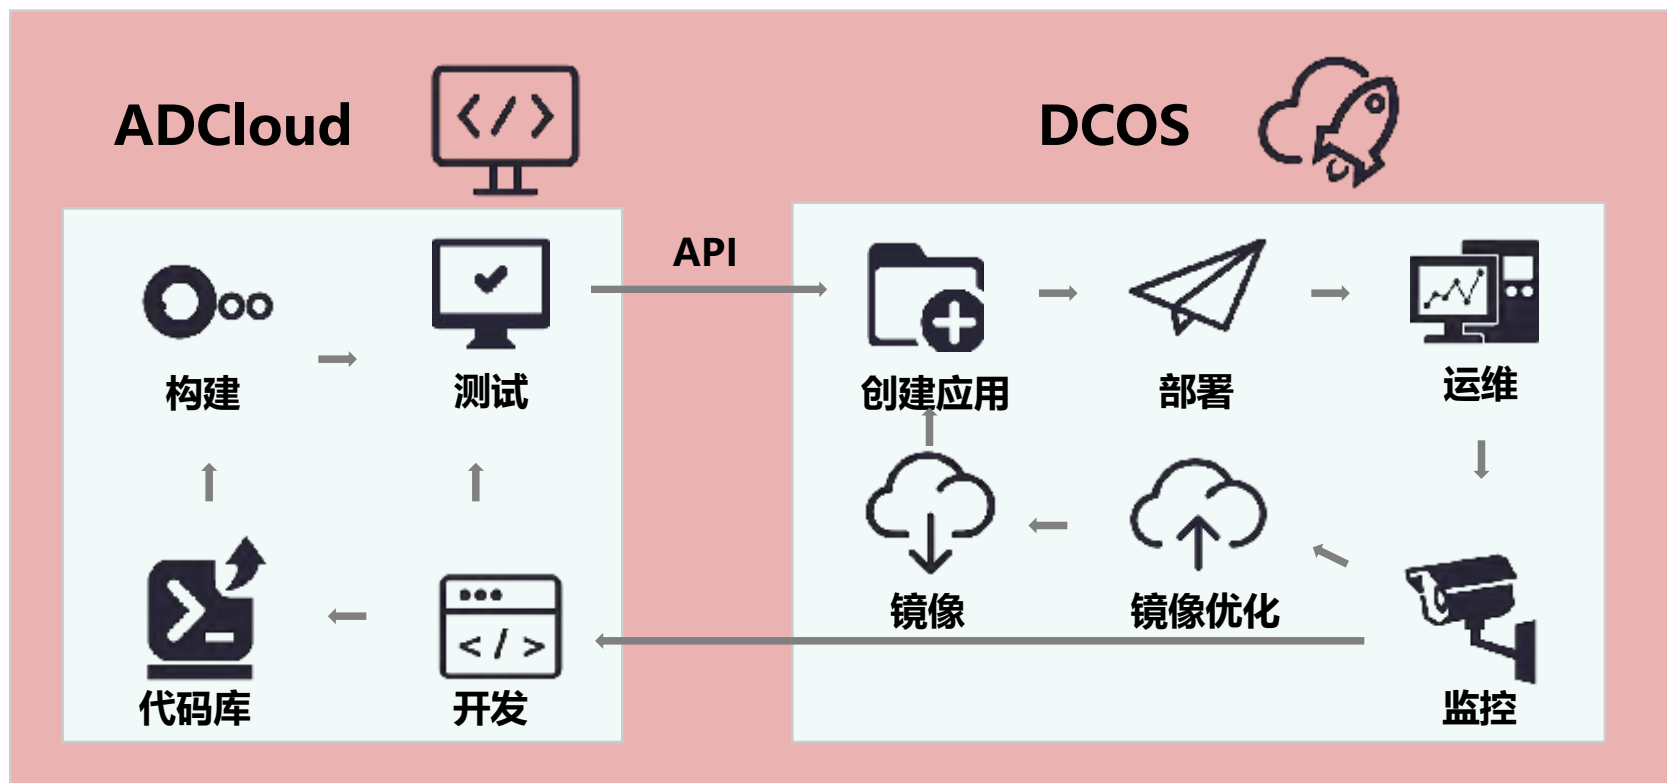 ADCloud
DCOS
API
构建
测试
代码库
开发
创建应用
部署
运维
镜像
镜像优化
监控